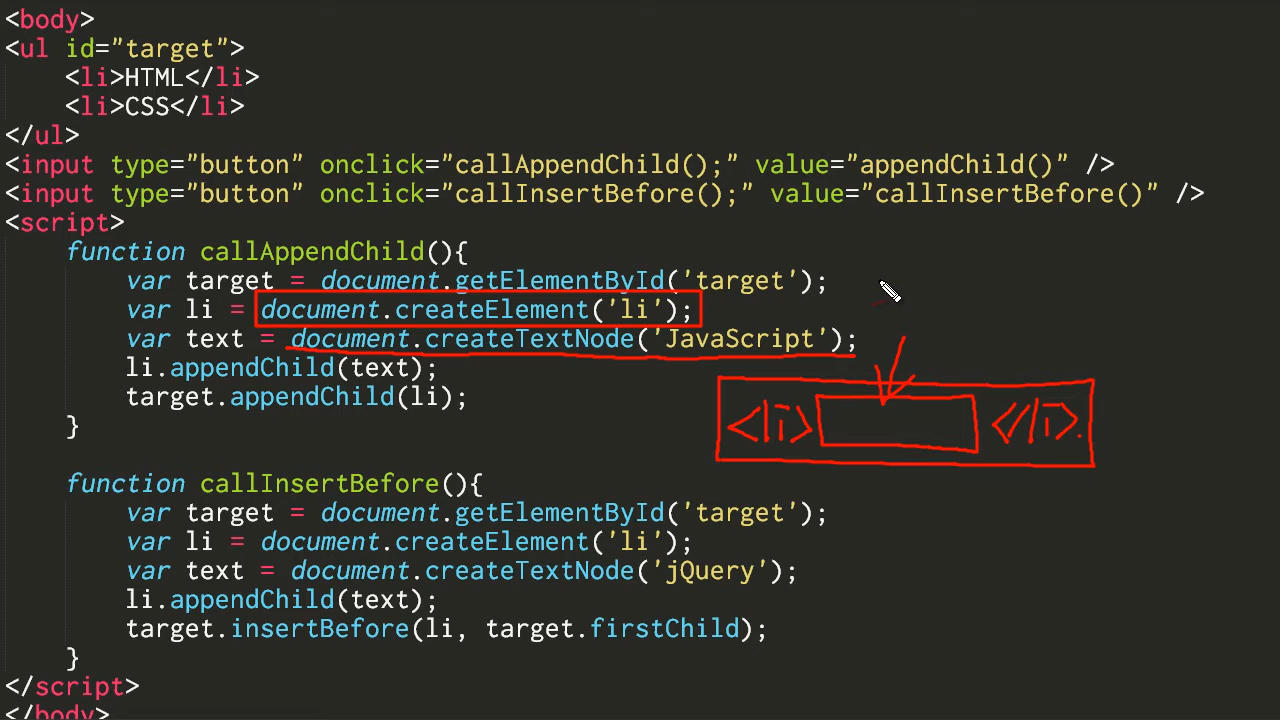 <body>
<ul id="target">
    <li>HTML</li>
    <li>CSS</li>
</ul>
<input type="button" onclick="callAppendChild();" value="appendChild()" />
<input type="button" onclick="callInsertBefore();" value="callInsertBefore()" />
<script>
    function callAppendChild(){
        var target = document.getElementById('target');
        var li = document.createElement('li');
        var text = document.createTextNode('JavaScript');
        li.appendChild(text);
        target.appendChild(li);
    }
<li> </li>.
    function callInsertBefore(){
        var target = document.getElementById('target');
        var li = document.createElement('li');
        var text = document.createTextNode('jQuery');
        li.appendChild(text);
        target.insertBefore(li, target.firstChild);
    }
</script>
</body>